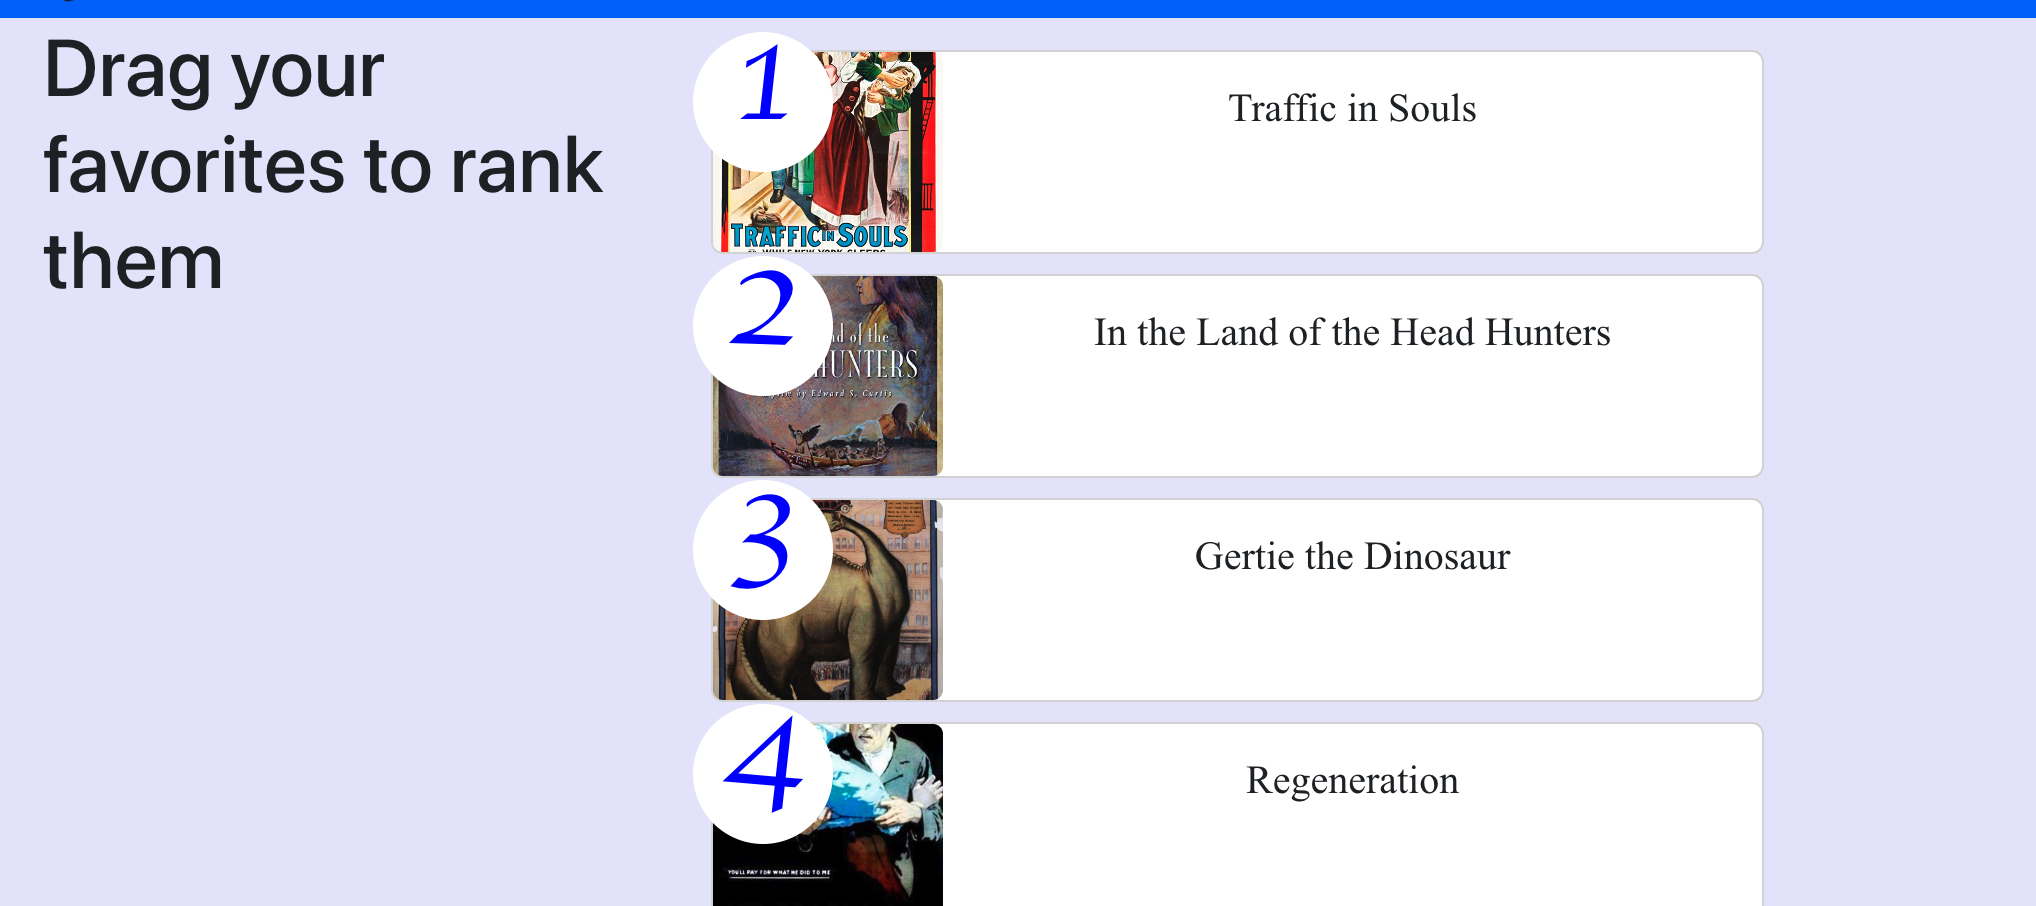 Drag your
favorites to rank
them
1
Traffic in Souls
TRAFFIC IN SOULS
2
In the Land of the Head Hunters
nd of the
HUNTERS
by Edward S. Curtis
3
Gertie the Dinosaur
4
Regeneration
YOU'LL PAY FOR WHAT HE DID TO ME